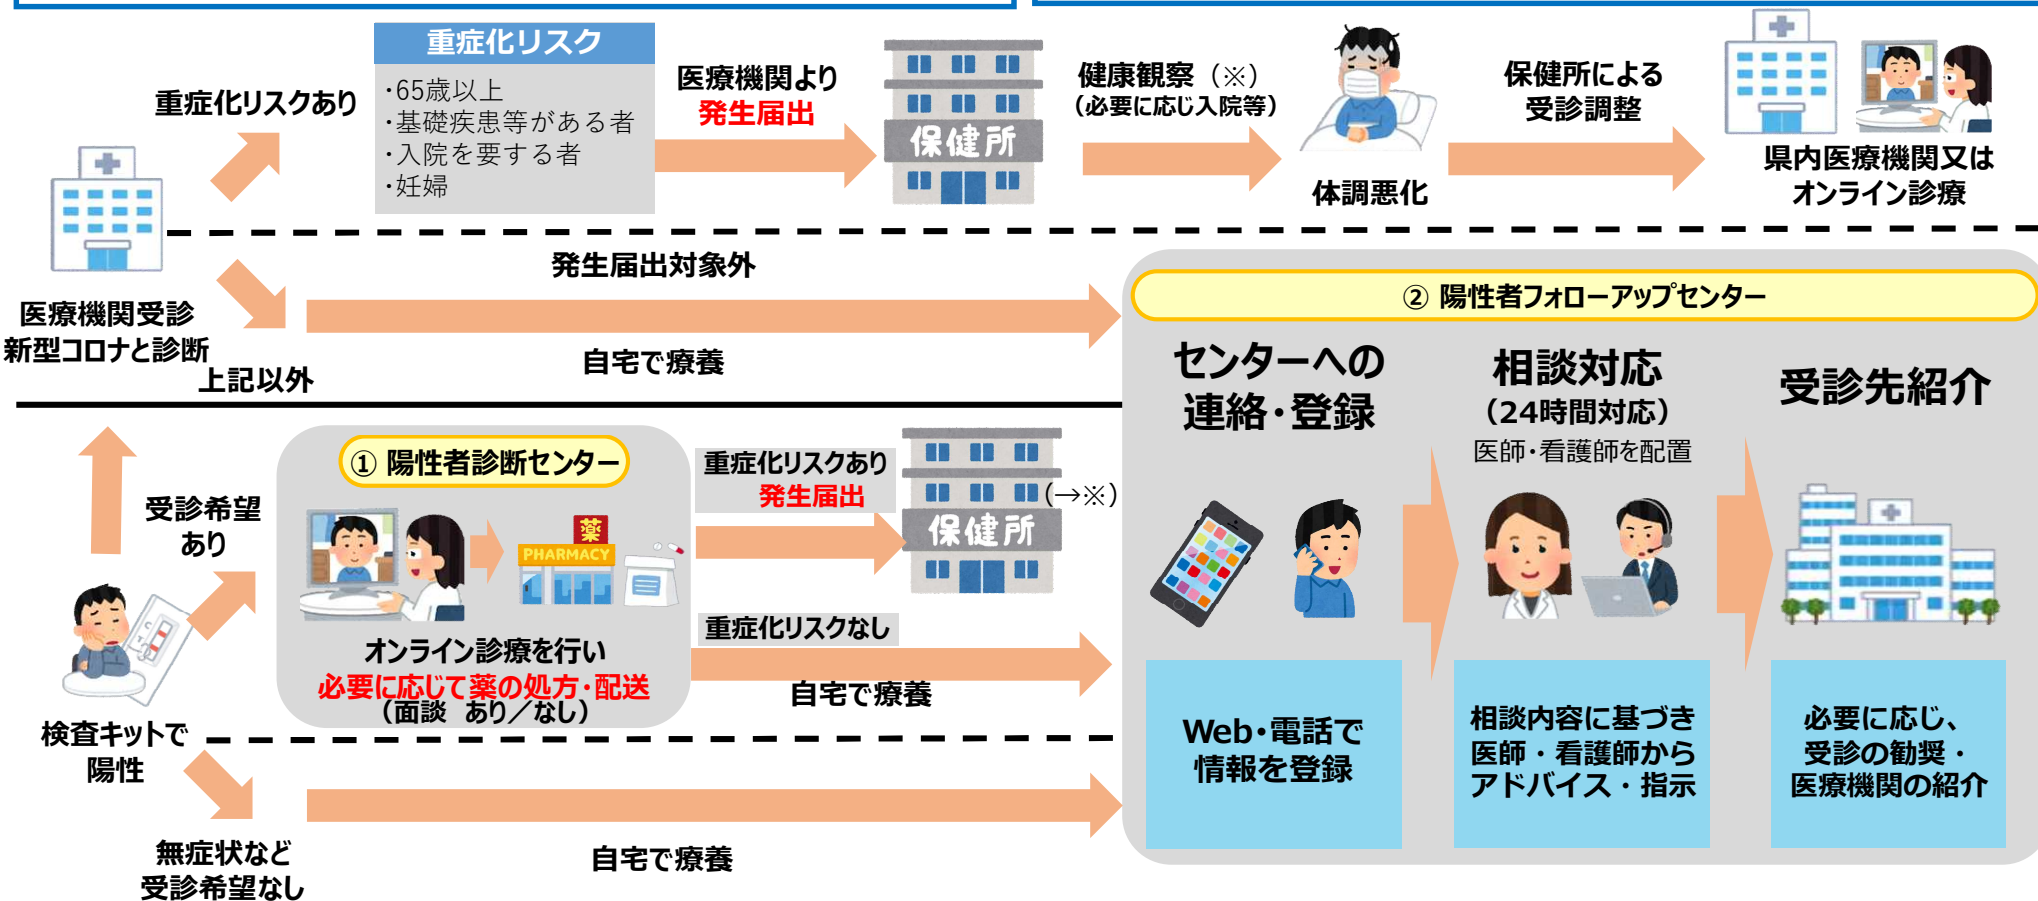 重症化リスクあり
重症化リスク
・65歳以上
・基礎疾患等がある者
・入院を要する者
・妊婦
医療機関より
発生届出
保健所
健康観察（※）
（必要に応じ入院等）
体調悪化
保健所による
受診調整
県内医療機関又は
オンライン診療
医療機関受診
新型コロナと診断
上記以外
発生届出対象外
自宅で療養
受診希望
あり
検査キットで
陽性
無症状など
受診希望なし
① 陽性者診断センター
薬
PHARMACY
オンライン診療を行い
必要に応じて薬の処方・配送
（面談 あり／なし）
重症化リスクあり
発生届出
保健所
（→※）
重症化リスクなし
自宅で療養
自宅で療養
② 陽性者フォローアップセンター
センターへの
連絡・登録
Web・電話で
情報を登録
相談対応
（24時間対応）
医師・看護師を配置
相談内容に基づき
医師・看護師から
アドバイス・指示
受診先紹介
必要に応じ、
受診の勧奨・
医療機関の紹介